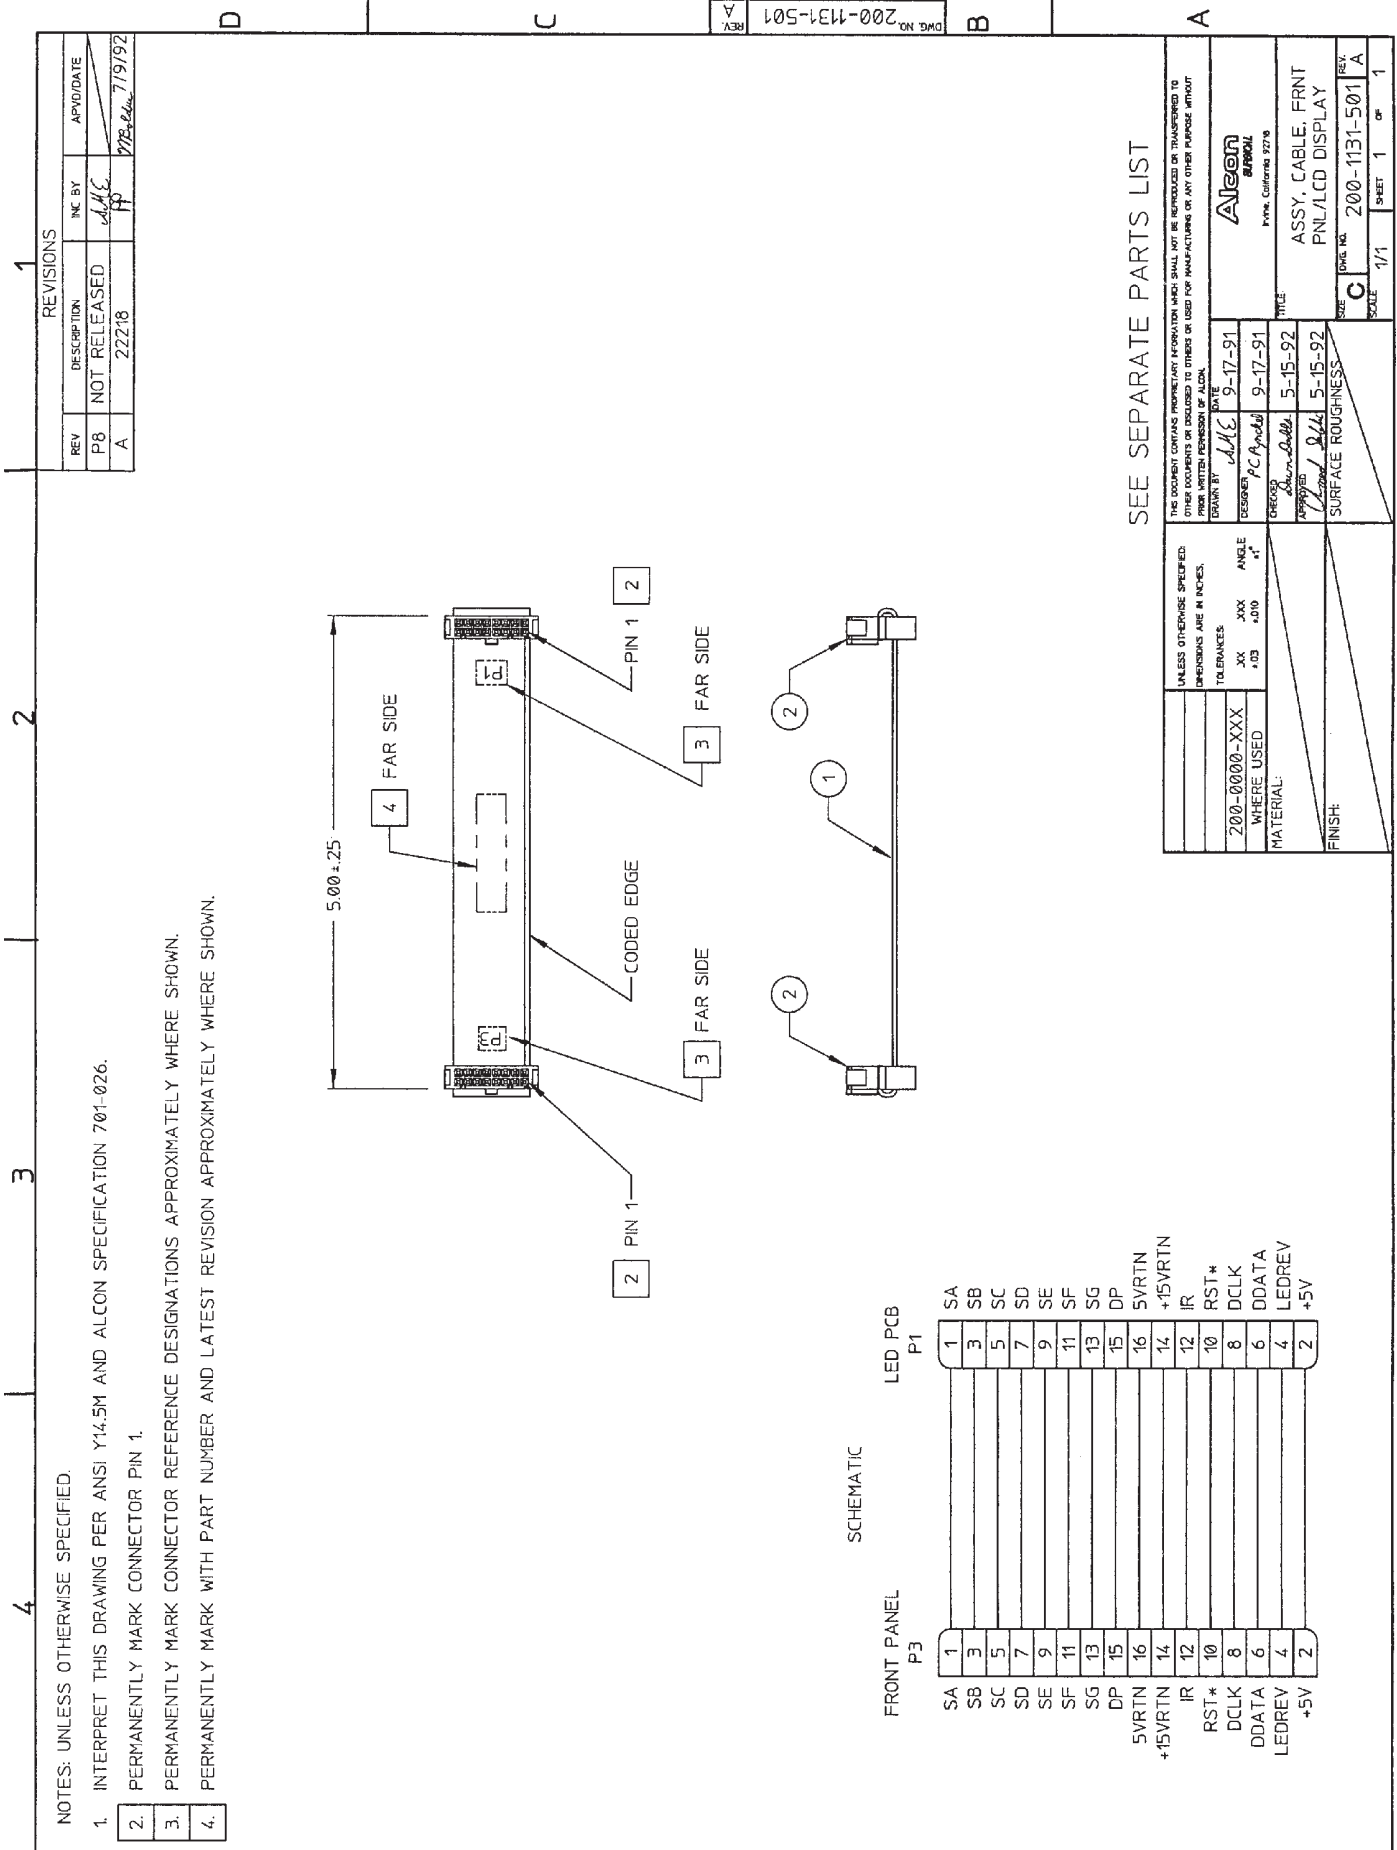 NOTES: UNLESS OTHERWISE SPECIFIED.
1. INTERPRET THIS DRAWING PER ANSI Y14.5M AND ALCON SPECIFICATION 701-026.
2. PERMANENTLY MARK CONNECTOR PIN 1.
3. PERMANENTLY MARK CONNECTOR REFERENCE DESIGNATIONS APPROXIMATELY WHERE SHOWN.
4. PERMANENTLY MARK WITH PART NUMBER AND LATEST REVISION APPROXIMATELY WHERE SHOWN.
4
3
2
1
REVISIONS
REV DESCRIPTION INC BY APVD/DATE
P8 NOT RELEASED
A 22218 7/9/92
D
C
B
A
DWG. NO. 200-1131-501 REV. A
5.00±.25
4 FAR SIDE
P3
P1
2 PIN 1
CODED EDGE
PIN 1 2
3 FAR SIDE
3 FAR SIDE
2
1
2
SCHEMATIC
FRONT PANEL LED PCB
P3 P1
SA 1 1 SA
SB 3 3 SB
SC 5 5 SC
SD 7 7 SD
SE 9 9 SE
SF 11 11 SF
SG 13 13 SG
DP 15 15 DP
5VRTN 16 16 5VRTN
+15VRTN 14 14 +15VRTN
IR 12 12 IR
RST* 10 10 RST*
DCLK 8 8 DCLK
DDATA 6 6 DDATA
LEDREV 4 4 LEDREV
+5V 2 2 +5V
SEE SEPARATE PARTS LIST
200-0000-XXX
WHERE USED
UNLESS OTHERWISE SPECIFIED:
DIMENSIONS ARE IN INCHES.
TOLERANCES:
.XX .XXX ANGLE
±.03 ±.010 ±1°
MATERIAL:
FINISH:
THIS DOCUMENT CONTAINS PROPRIETARY INFORMATION WHICH SHALL NOT BE REPRODUCED OR TRANSFERRED TO
OTHER DOCUMENTS OR DISCLOSED TO OTHERS OR USED FOR MANUFACTURING OR ANY OTHER PURPOSE WITHOUT
PRIOR WRITTEN PERMISSION OF ALCON.
DRAWN BY DATE 9-17-91
DESIGNER 9-17-91
CHECKED 5-15-92
APPROVED 5-15-92
SURFACE ROUGHNESS
Alcon
SURGICAL
Irvine, California 92718
TITLE:
ASSY, CABLE, FRNT
PNL/LCD DISPLAY
SIZE C DWG. NO. 200-1131-501 REV. A
SCALE 1/1 SHEET 1 OF 1